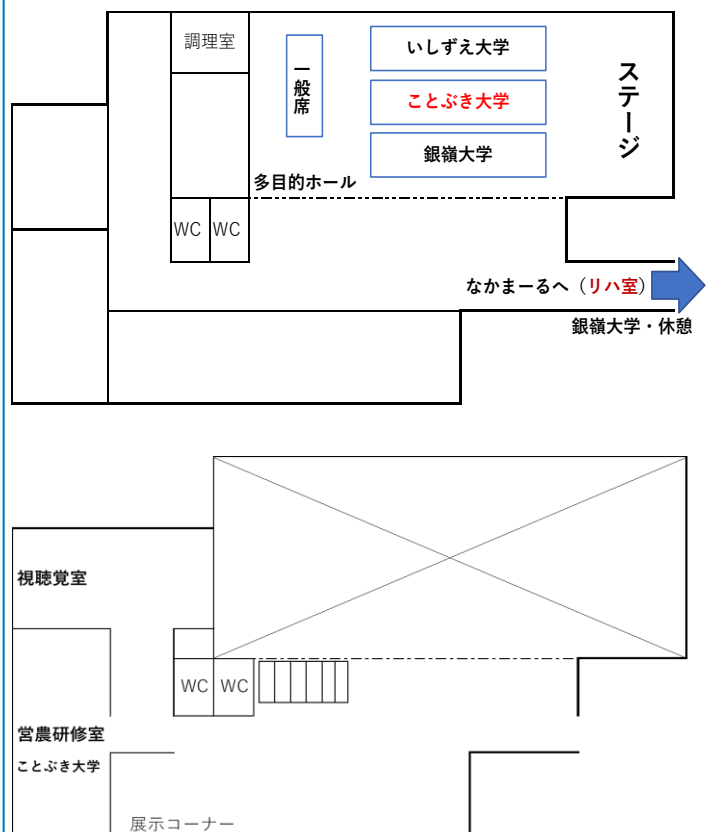 調理室
一般席
いしずえ大学
ことぶき大学
銀嶺大学
ステージ
多目的ホール
WC WC
なかまーるへ（リハ室）
銀嶺大学・休憩
視聴覚室
WC WC
営農研修室
ことぶき大学
展示コーナー